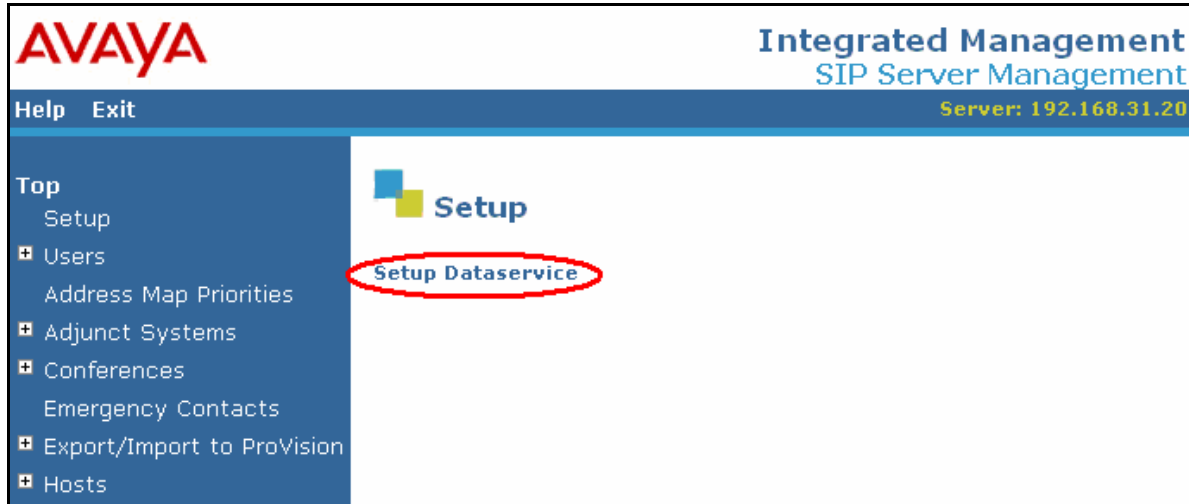 AVAYA
Integrated Management
SIP Server Management
Help Exit
Server: 192.168.31.20
Top
Setup
Users
Address Map Priorities
Adjunct Systems
Conferences
Emergency Contacts
Export/Import to ProVision
Hosts
Setup
Setup Dataservice